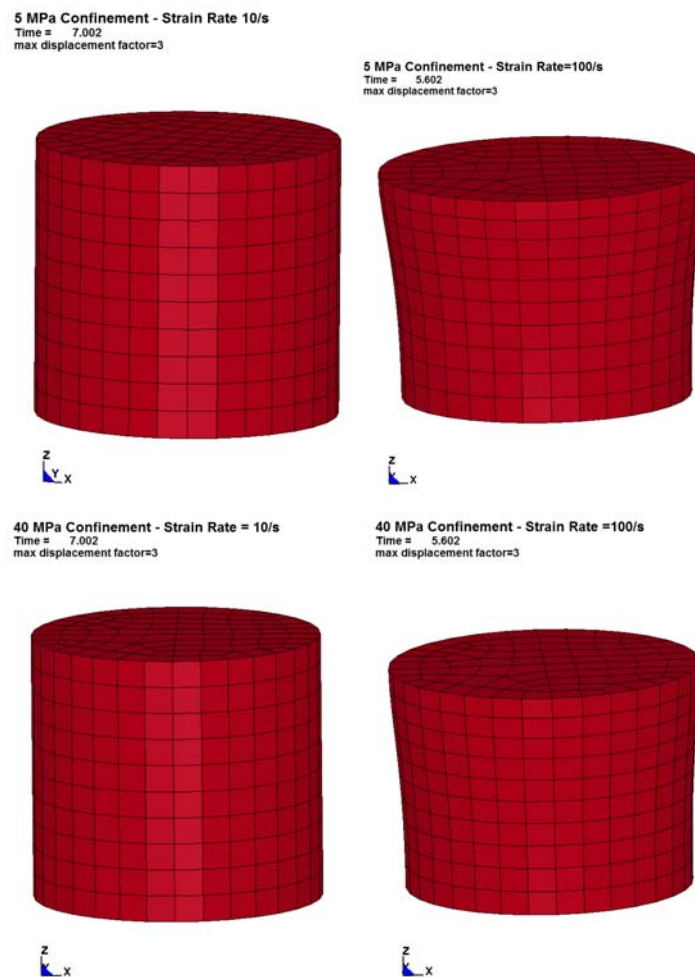 5 MPa Confinement - Strain Rate 10/s
Time = 7.002
max displacement factor=3
5 MPa Confinement - Strain Rate=100/s
Time = 5.602
max displacement factor=3
Z
Y X
Z
X
40 MPa Confinement - Strain Rate = 10/s
Time = 7.002
max displacement factor=3
40 MPa Confinement - Strain Rate =100/s
Time = 5.602
max displacement factor=3
Z
X
Z
X